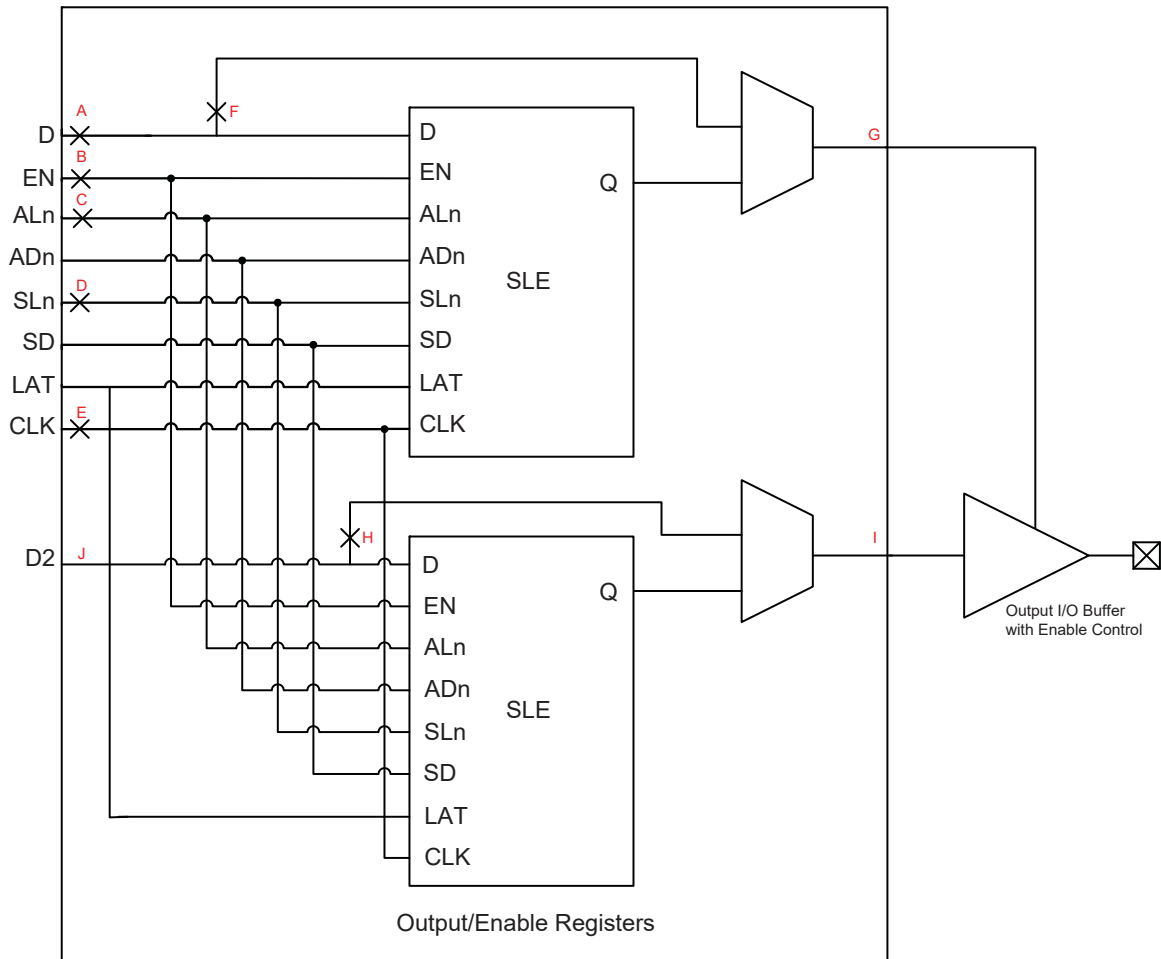 A
F
D
D
G
B
EN
EN
Q
C
ALn
ALn
ADn
ADn
SLE
D
SLn
SLn
SD
SD
LAT
LAT
E
CLK
CLK
H
I
D2
J
D
Q
EN
Output I/O Buffer
with Enable Control
ALn
ADn
SLE
SLn
SD
LAT
CLK
Output/Enable Registers